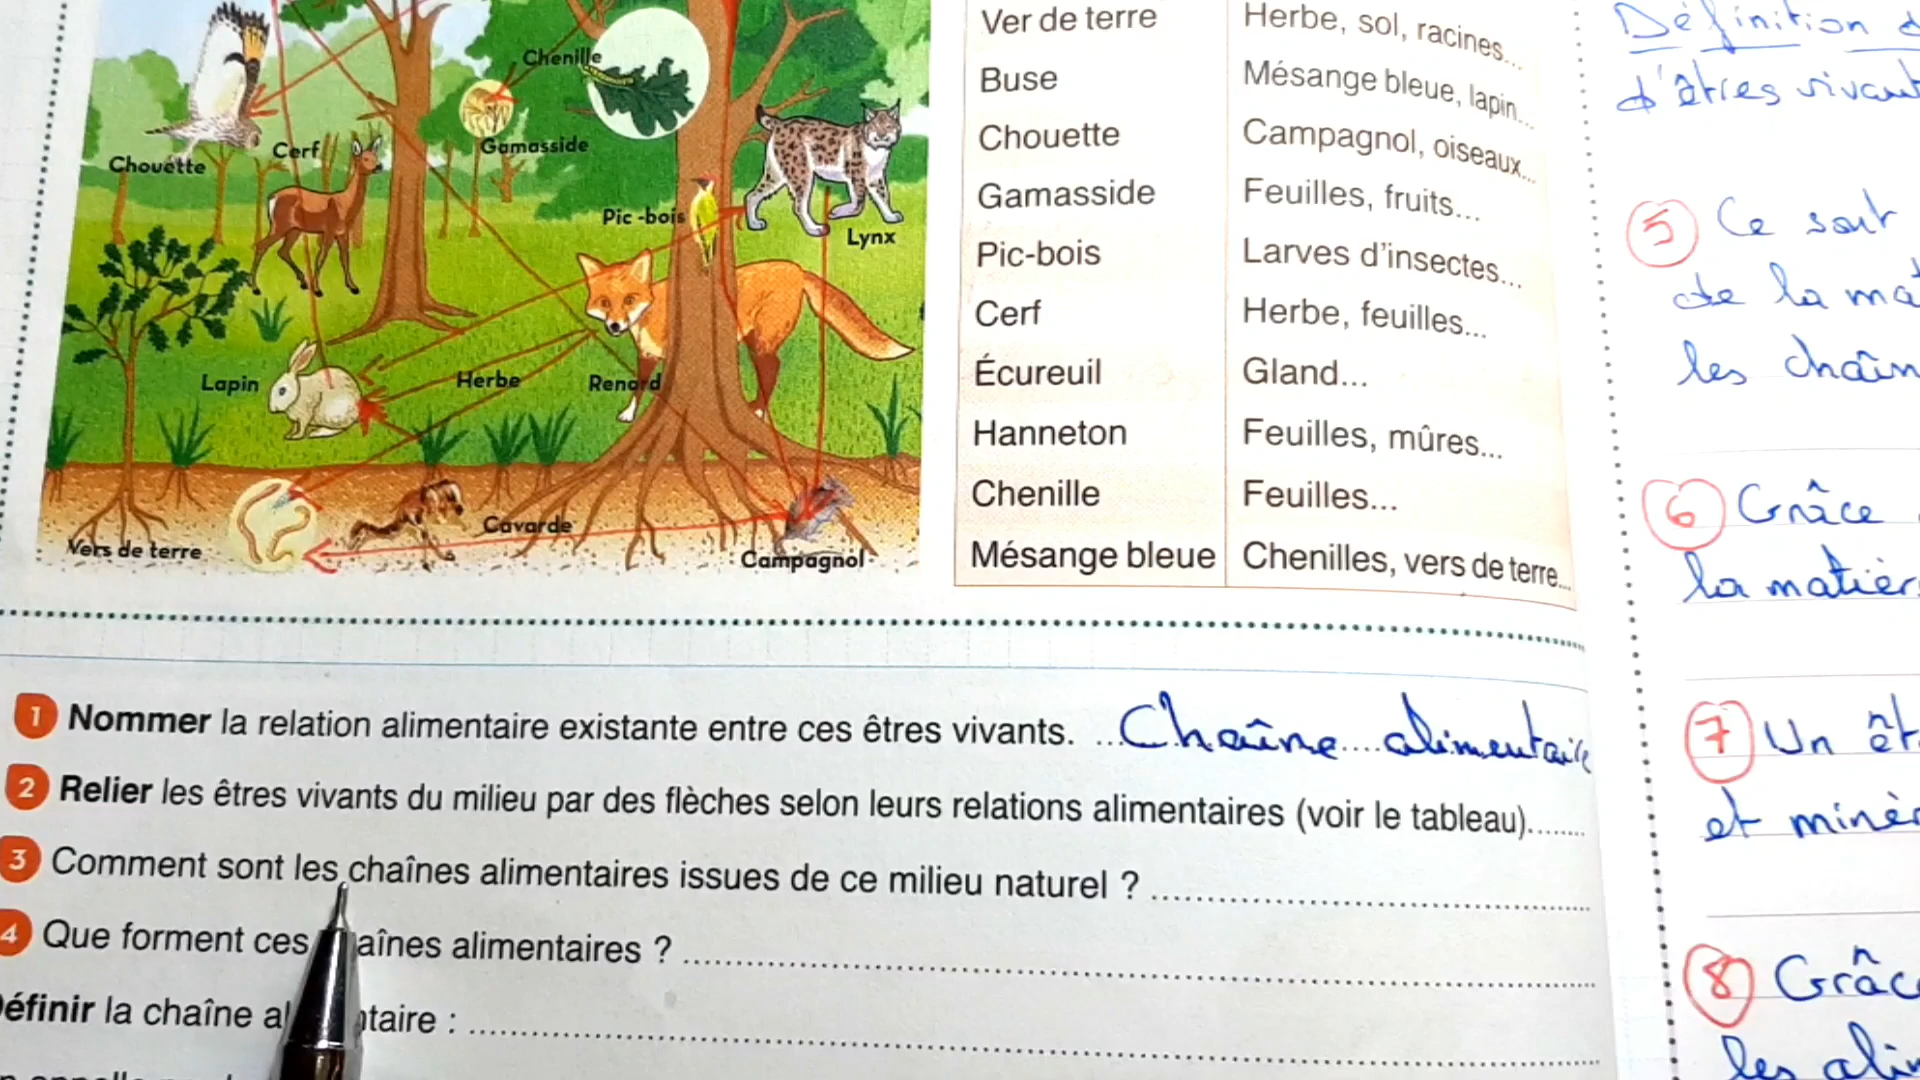 Chenille
Gamasside
Chouette
Cerf
Pic -bois
Lynx
Lapin
Herbe
Renard
Vers de terre
Cavarde
Campagnol
Ver de terre Herbe, sol, racines...
Buse Mésange bleue, lapin...
Chouette Campagnol, oiseaux...
Gamasside Feuilles, fruits...
Pic-bois Larves d'insectes...
Cerf Herbe, feuilles...
Écureuil Gland...
Hanneton Feuilles, mûres...
Chenille Feuilles...
Mésange bleue Chenilles, vers de terre...
1 Nommer la relation alimentaire existante entre ces êtres vivants. ...Chaîne....alimentaire
2 Relier les êtres vivants du milieu par des flèches selon leurs relations alimentaires (voir le tableau).......
3 Comment sont les chaînes alimentaires issues de ce milieu naturel ?
4 Que forment ces aînes alimentaires ?
éfinir la chaîne al ntaire :
Définition d
d'êtres vivant
5 Ce sont
de la ma
les chaîn
6 Grâce
la matièr
7 Un êt
et minér
8 Grâc
les alim